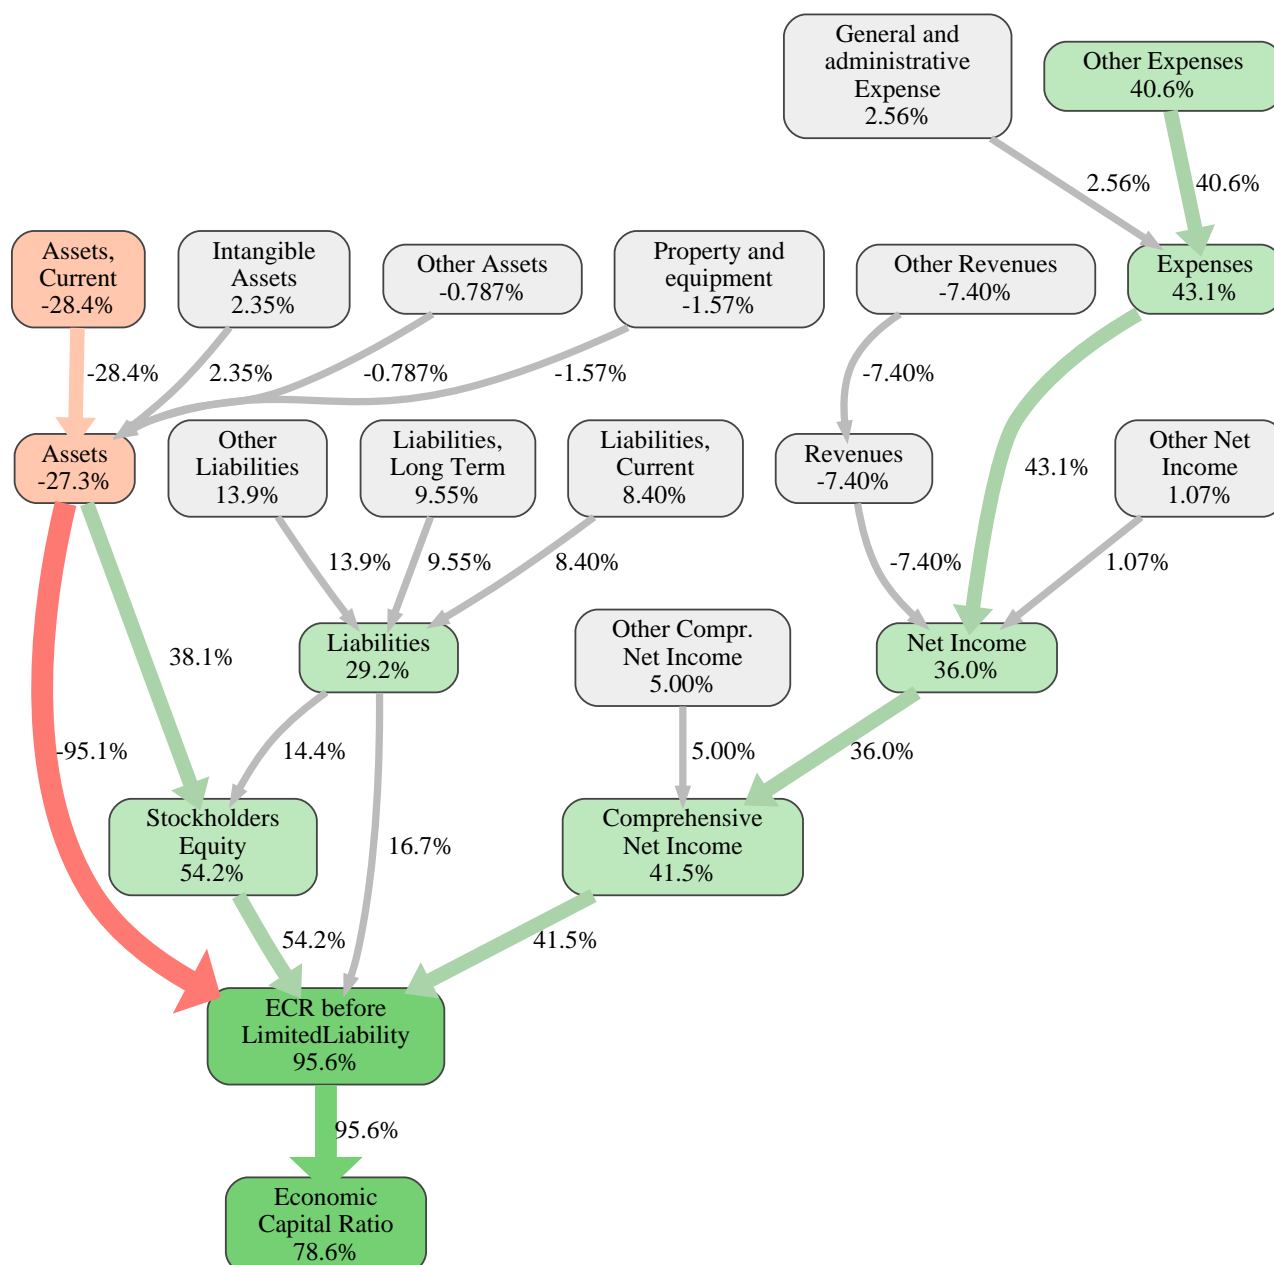 General and
administrative
Expense
2.56%
Other Expenses
40.6%
2.56%
40.6%
Assets,
Current
-28.4%
Intangible
Assets
2.35%
Other Assets
-0.787%
Property and
equipment
-1.57%
Other Revenues
-7.40%
Expenses
43.1%
-28.4%
2.35%
-0.787%
-1.57%
-7.40%
Assets
-27.3%
Other
Liabilities
13.9%
Liabilities,
Long Term
9.55%
Liabilities,
Current
8.40%
Revenues
-7.40%
43.1%
Other Net
Income
1.07%
13.9%
9.55%
8.40%
-7.40%
1.07%
38.1%
Liabilities
29.2%
Other Compr.
Net Income
5.00%
Net Income
36.0%
-95.1%
14.4%
5.00%
36.0%
Stockholders
Equity
54.2%
16.7%
Comprehensive
Net Income
41.5%
54.2%
41.5%
ECR before
LimitedLiability
95.6%
95.6%
Economic
Capital Ratio
78.6%